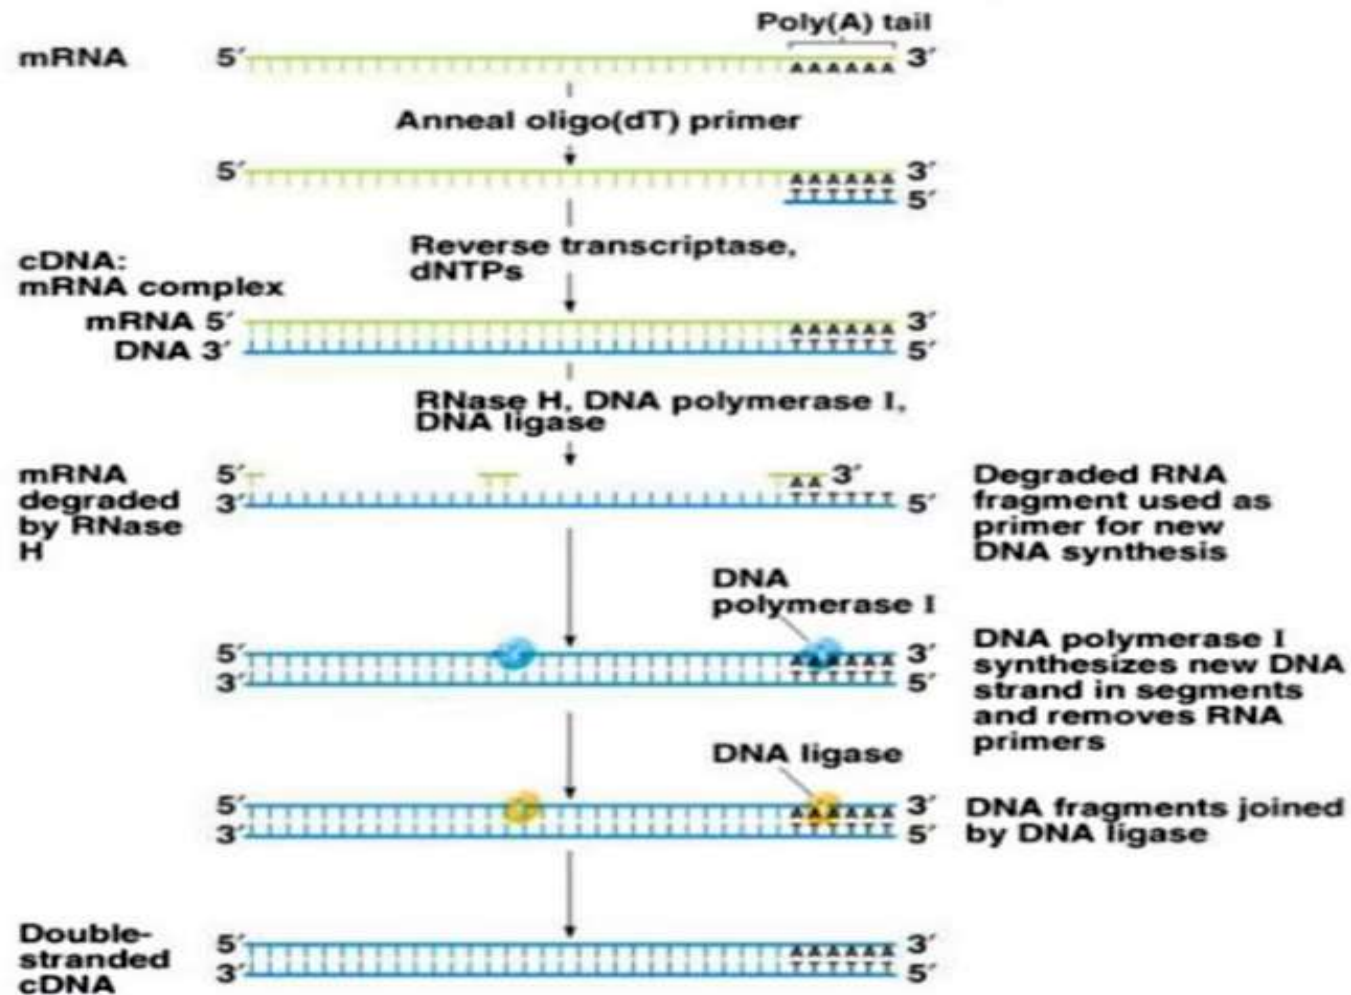 Poly(A) tail
mRNA 5′ AAAAAA 3′
Anneal oligo(dT) primer
5′ AAAAAA 3′
TTTTTT 5′
Reverse transcriptase,
dNTPs
cDNA:
mRNA complex
mRNA 5′ AAAAAA 3′
DNA 3′ TTTTTT 5′
RNase H, DNA polymerase I,
DNA ligase
mRNA
degraded
by RNase
H
5′ AA 3′
3′ TTTTTT 5′
Degraded RNA
fragment used as
primer for new
DNA synthesis
DNA
polymerase I
5′ AAAAAA 3′
3′ TTTTTT 5′
DNA polymerase I
synthesizes new DNA
strand in segments
and removes RNA
primers
DNA ligase
5′ AAAAAA 3′
3′ TTTTTT 5′
DNA fragments joined
by DNA ligase
Double-
stranded
cDNA
5′ AAAAAA 3′
3′ TTTTTT 5′